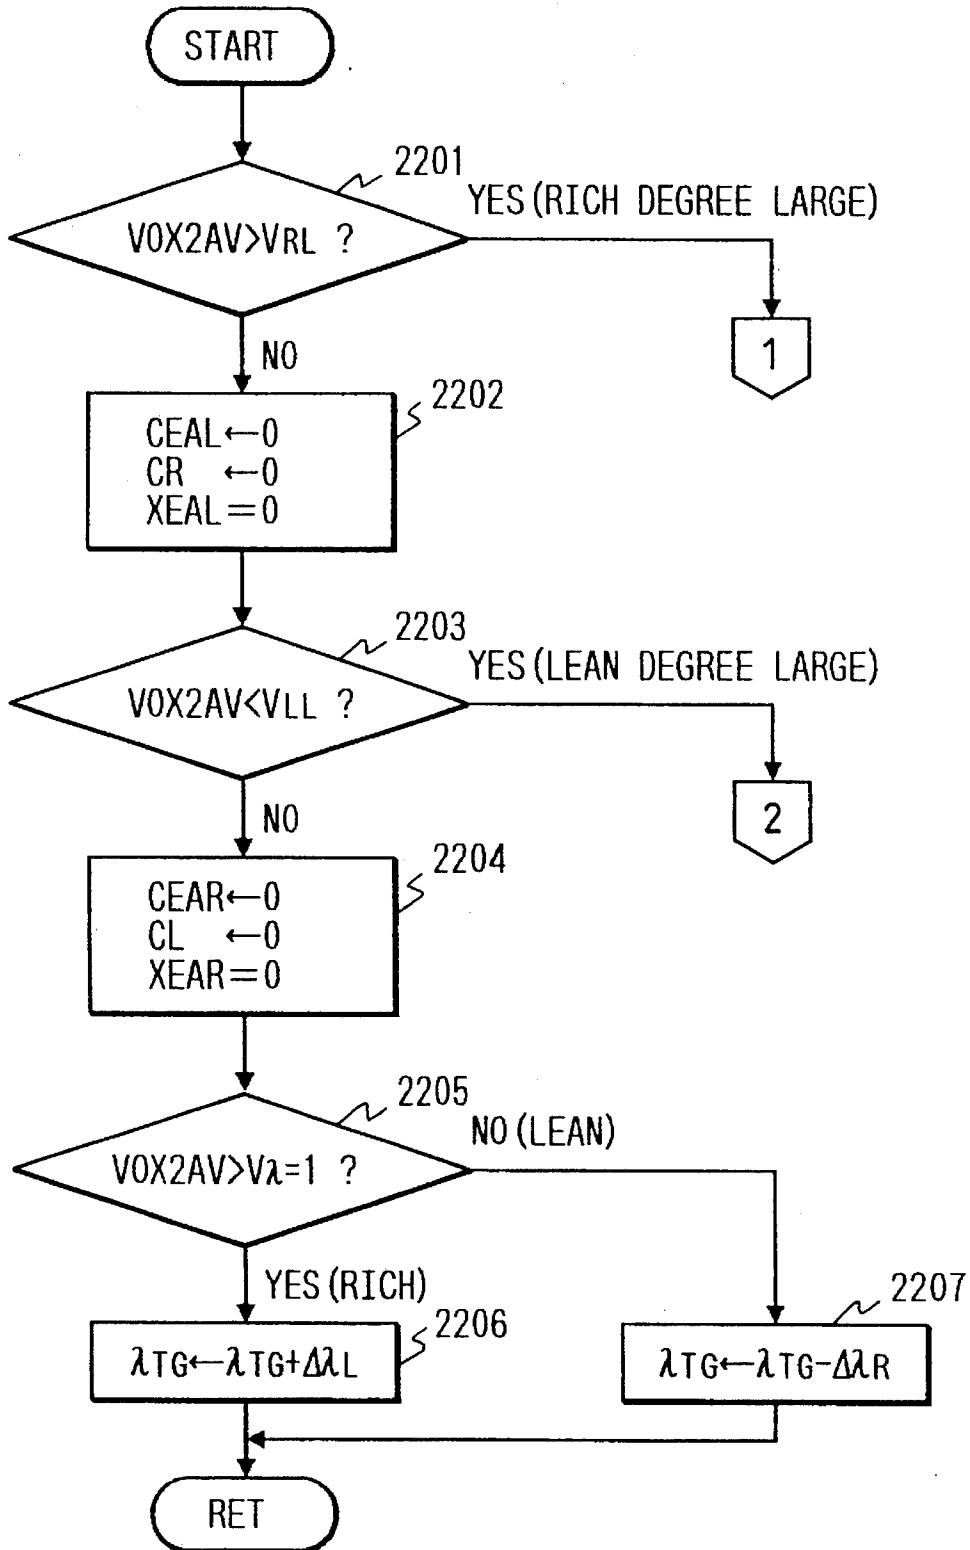 START
2201
YES(RICH DEGREE LARGE)
VOX2AV>VRL ?
1
NO
2202
CEAL←0
CR ←0
XEAL=0
2203
YES(LEAN DEGREE LARGE)
VOX2AV<VLL ?
2
NO
2204
CEAR←0
CL ←0
XEAR=0
2205
NO(LEAN)
VOX2AV>Vλ=1 ?
YES(RICH)
2206
2207
λTG←λTG+ΔλL
λTG←λTG-ΔλR
RET